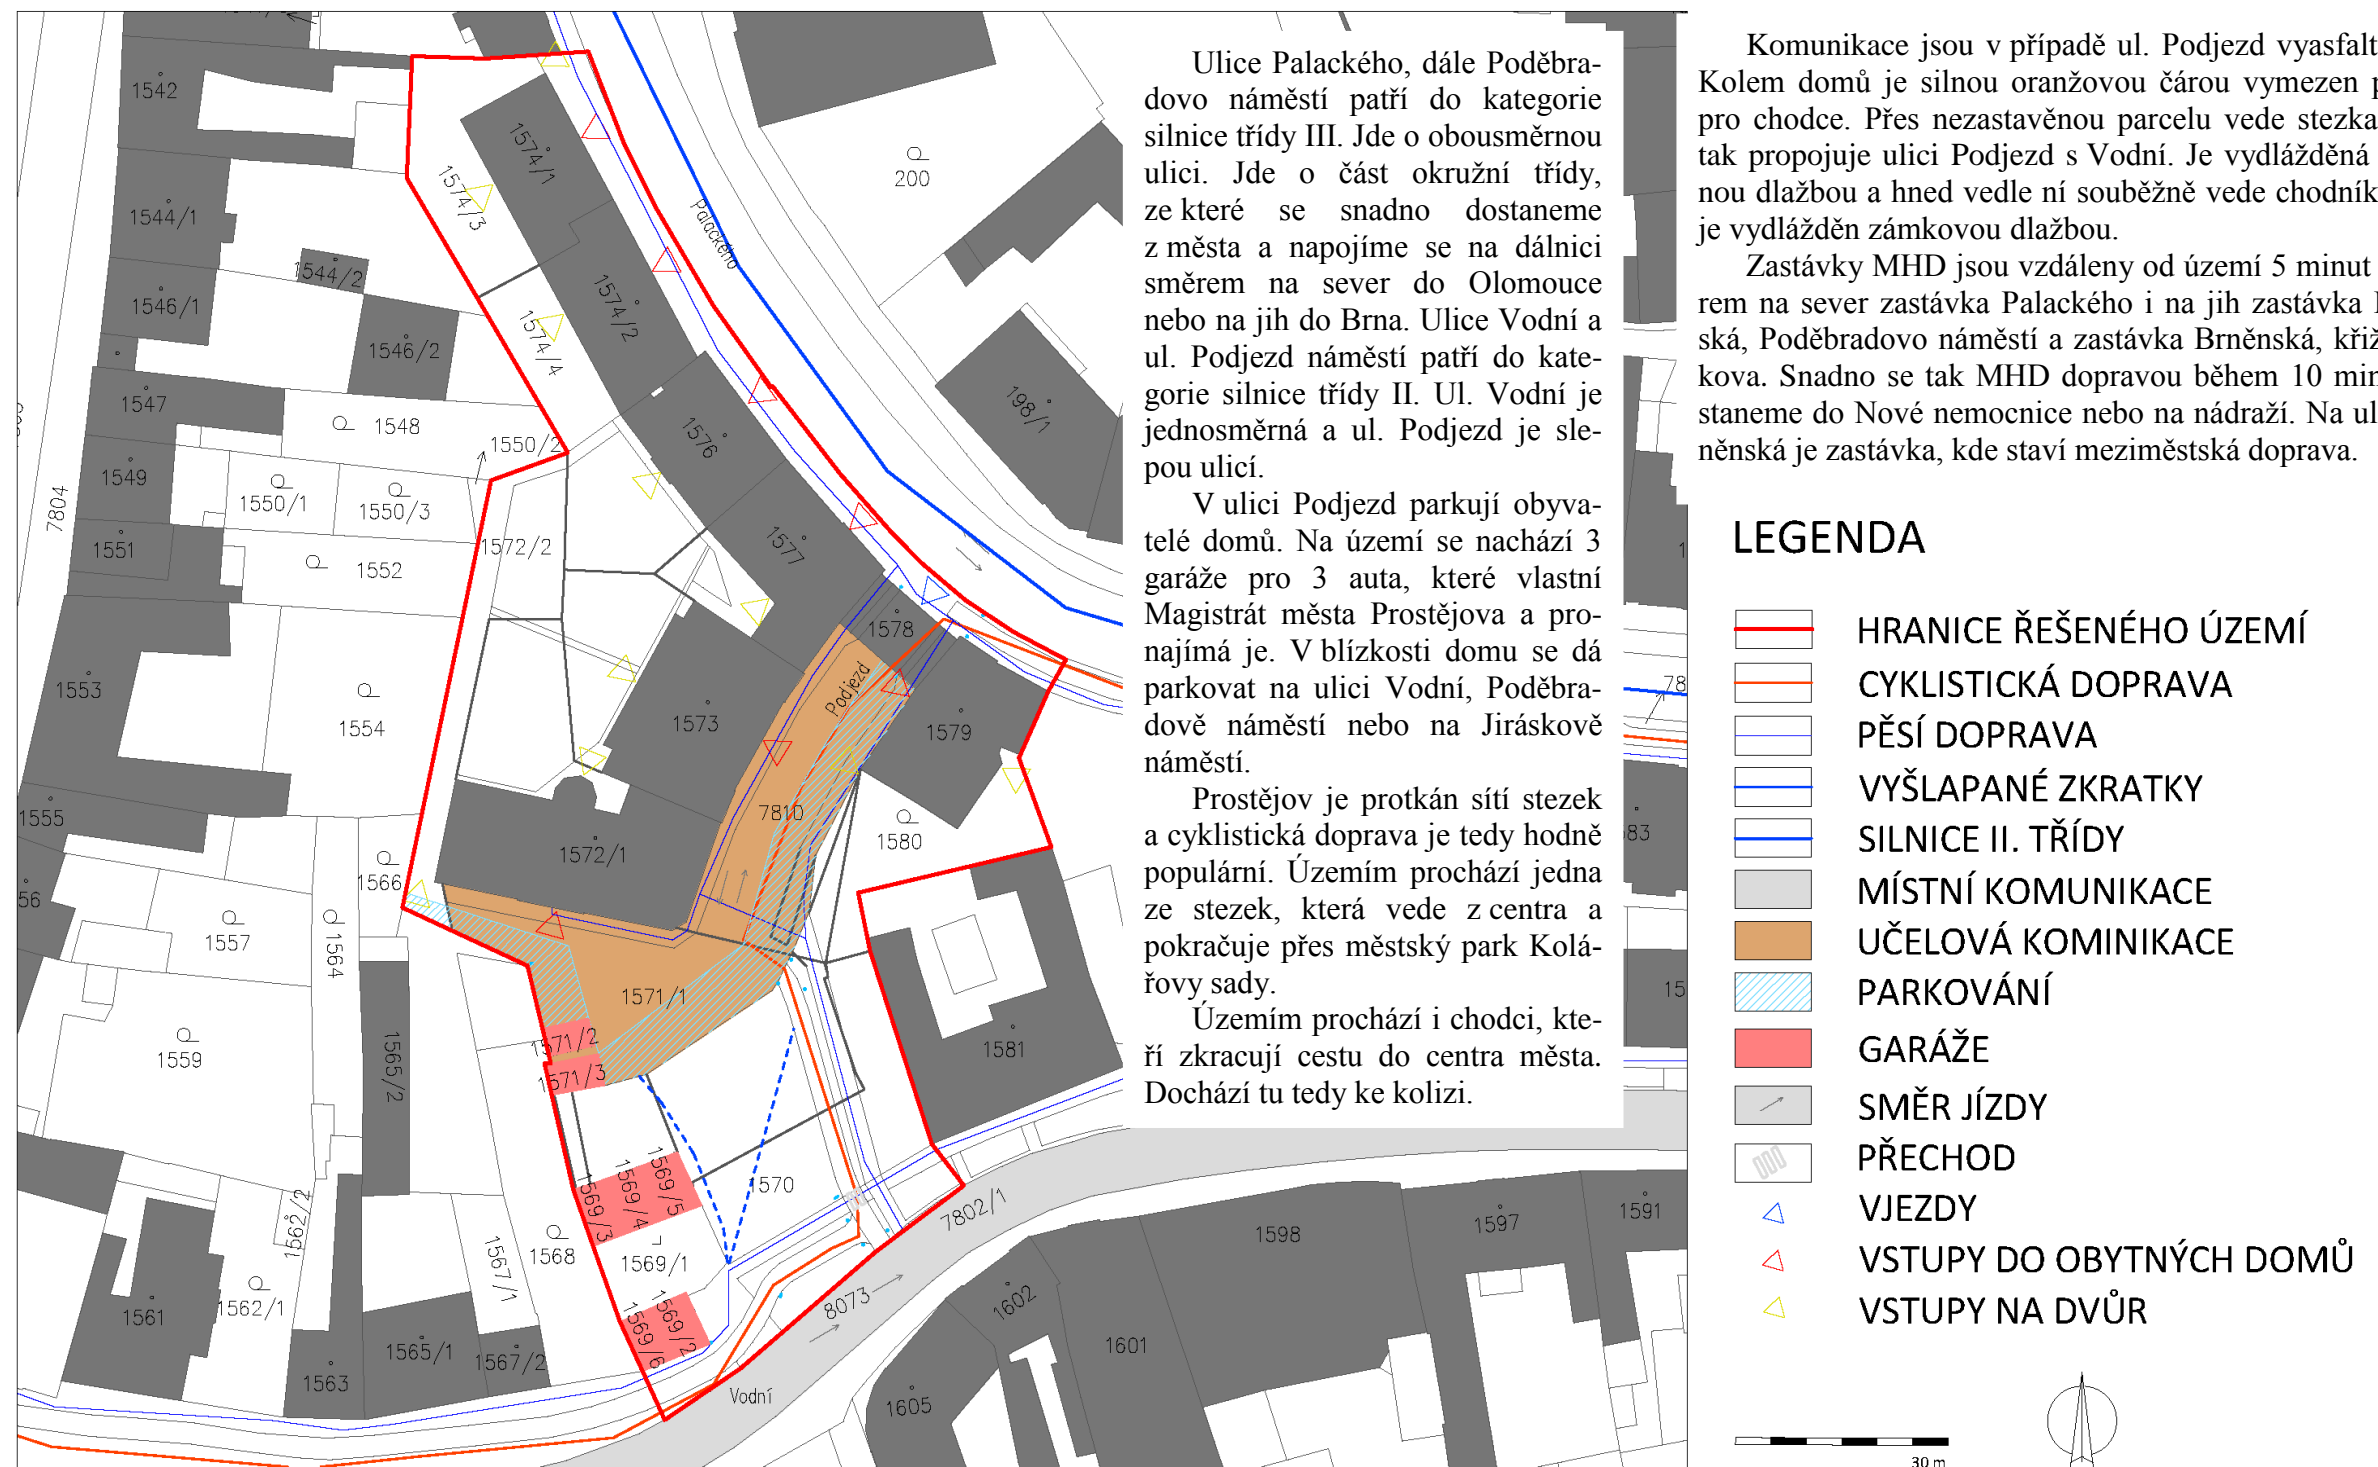 Ulice Palackého, dále Poděbra-
dovo náměstí patří do kategorie
silnice třídy III. Jde o obousměrnou
ulici. Jde o část okružní třídy,
ze které se snadno dostaneme
z města a napojíme se na dálnici
směrem na sever do Olomouce
nebo na jih do Brna. Ulice Vodní a
ul. Podjezd náměstí patří do kate-
gorie silnice třídy II. Ul. Vodní je
jednosměrná a ul. Podjezd je sle-
pou ulicí.
V ulici Podjezd parkují obyva-
telé domů. Na území se nachází 3
garáže pro 3 auta, které vlastní
Magistrát města Prostějova a pro-
najímá je. V blízkosti domu se dá
parkovat na ulici Vodní, Poděbra-
dově náměstí nebo na Jiráskově
náměstí.
Prostějov je protkán sítí stezek
a cyklistická doprava je tedy hodně
populární. Územím prochází jedna
ze stezek, která vede z centra a
pokračuje přes městský park Kolá-
řovy sady.
Územím prochází i chodci, kte-
ří zkracují cestu do centra města.
Dochází tu tedy ke kolizi.
Komunikace jsou v případě ul. Podjezd vyasfalt
Kolem domů je silnou oranžovou čárou vymezen p
pro chodce. Přes nezastavěnou parcelu vede stezka
tak propojuje ulici Podjezd s Vodní. Je vydlážděná
nou dlažbou a hned vedle ní souběžně vede chodník
je vydlážděn zámkovou dlažbou.
Zastávky MHD jsou vzdáleny od území 5 minut
rem na sever zastávka Palackého i na jih zastávka
ská, Poděbradovo náměstí a zastávka Brněnská, křiž
kova. Snadno se tak MHD dopravou během 10 min
staneme do Nové nemocnice nebo na nádraží. Na ul
něnská je zastávka, kde staví meziměstská doprava.
LEGENDA
HRANICE ŘEŠENÉHO ÚZEMÍ
CYKLISTICKÁ DOPRAVA
PĚSÍ DOPRAVA
VYŠLAPANÉ ZKRATKY
SILNICE II. TŘÍDY
MÍSTNÍ KOMUNIKACE
UČELOVÁ KOMINIKACE
PARKOVÁNÍ
GARÁŽE
SMĚR JÍZDY
PŘECHOD
VJEZDY
VSTUPY DO OBYTNÝCH DOMŮ
VSTUPY NA DVŮR
30 m
1542
1574/1
200
1574/3
1544/1
Palackého
1544/2
1546/1
1574/2
1574/4
1546/2
198/1
1547
1548
1550/2
1576
1549
1550/1
1550/3
7804
1551
1572/2
1577
1552
1578
1553
1554
1573
Podjezd
1579
78
7810
1555
1580
83
1572/1
1566
56
1557
1564
1571/1
15
1559
1571/2
1581
1565/2
1571/3
1569/5
1569/4
1569/3
1570
1562/2
7802/1
1591
1597
1598
1568
1569/1
1567/1
1561
1562/1
8073
1602
1569/2
1569/6
1601
1565/1
1567/2
1563
Vodní
1605